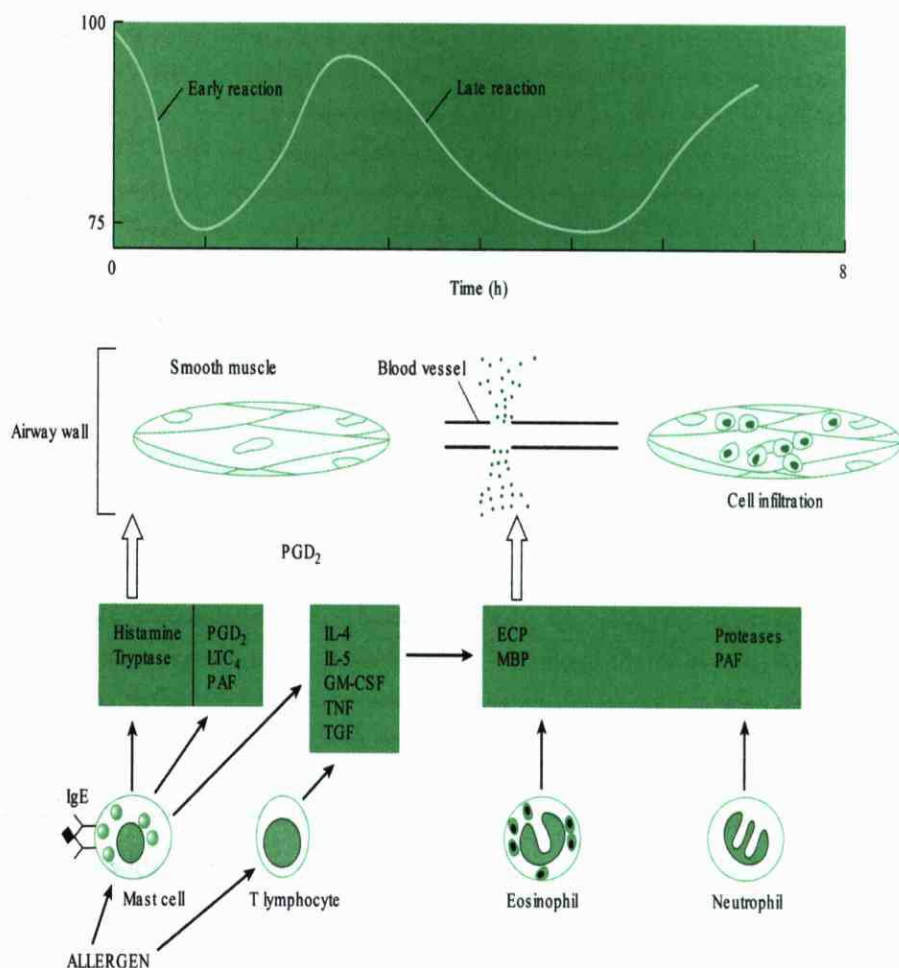 100
Early reaction
Late reaction
75
0
8
Time (h)
Smooth muscle
Blood vessel
Airway wall
Cell infiltration
PGD₂
Histamine
Tryptase
PGD₂
LTC₄
PAF
IL-4
IL-5
GM-CSF
TNF
TGF
ECP
MBP
Proteases
PAF
IgE
Mast cell
T lymphocyte
Eosinophil
Neutrophil
ALLERGEN